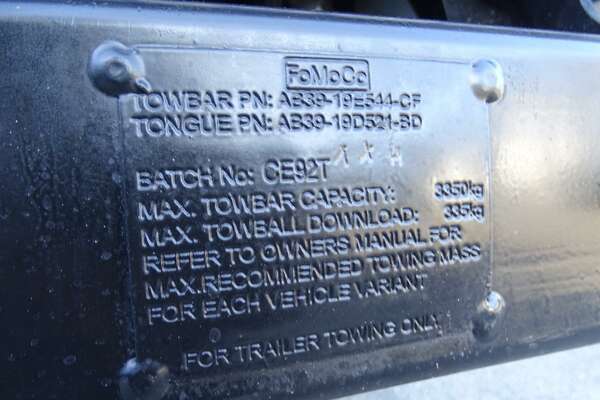 FoMoCo
TOWBAR PN: AB39-19E544-CF
TONGUE PN: AB39-19D521-BD
BATCH No: CE92T
MAX. TOWBAR CAPACITY: 3350kg
MAX. TOWBALL DOWNLOAD: 335kg
REFER TO OWNERS MANUAL FOR
MAX.RECOMMENDED TOWING MASS
FOR EACH VEHICLE VARIANT
FOR TRAILER TOWING ONLY